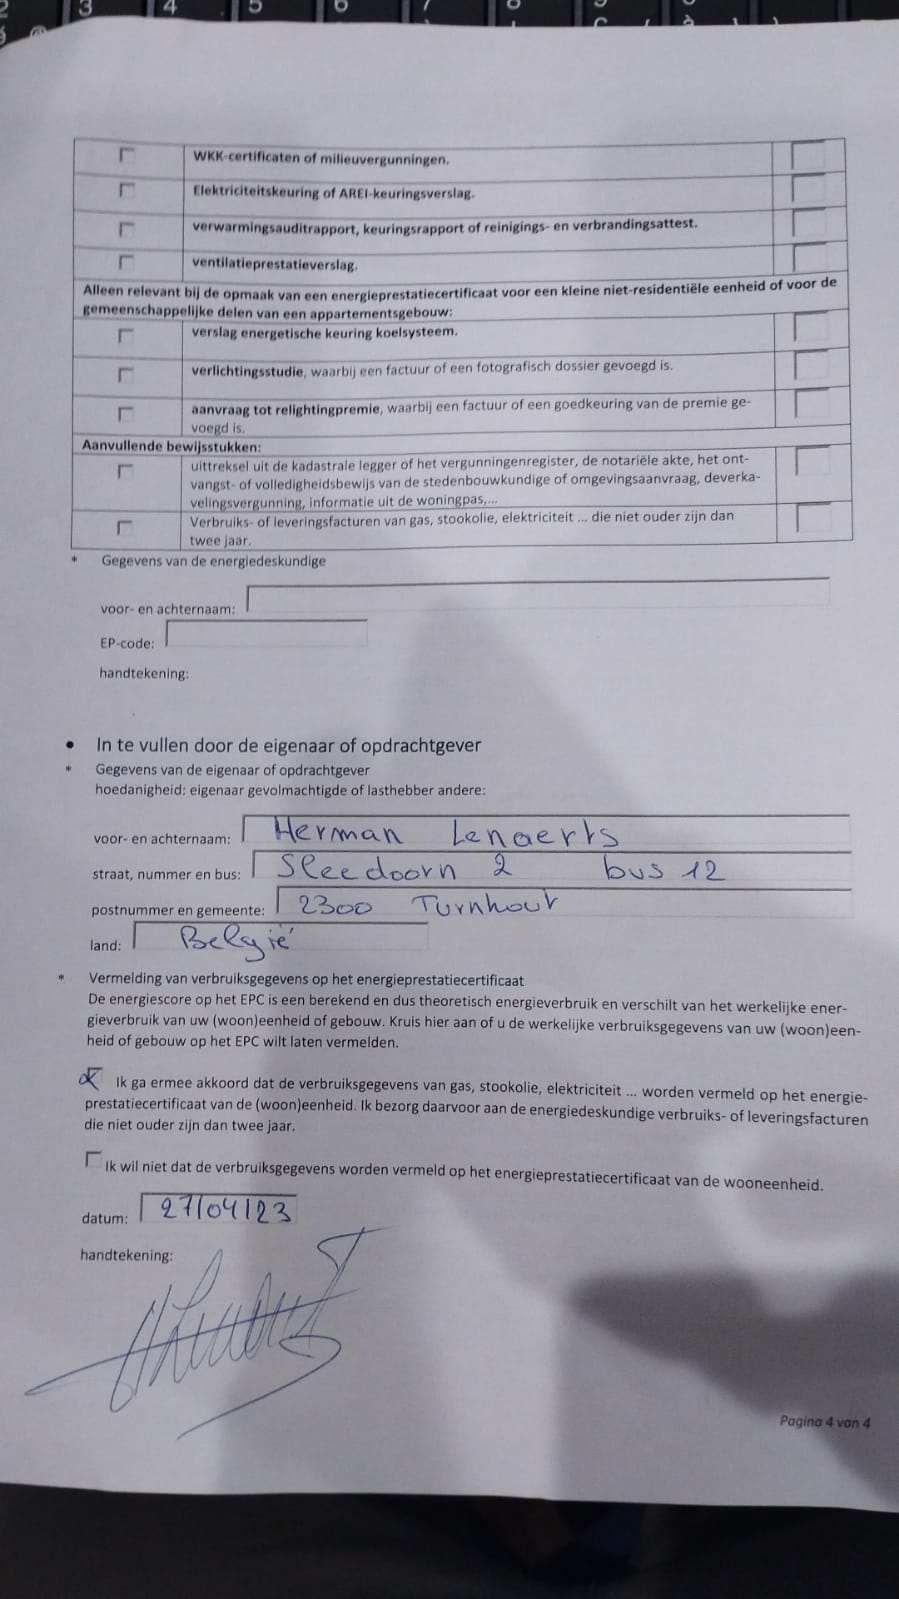 WKK-certificaten of milieuvergunningen.
Elektriciteitskeuring of AREI-keuringsverslag.
verwarmingsauditrapport, keuringsrapport of reinigings- en verbrandingsattest.
ventilatieprestatieverslag.
Alleen relevant bij de opmaak van een energieprestatiecertificaat voor een kleine niet-residentiële eenheid of voor de
gemeenschappelijke delen van een appartementsgebouw:
verslag energetische keuring koelsysteem.
verlichtingsstudie, waarbij een factuur of een fotografisch dossier gevoegd is.
aanvraag tot relightingpremie, waarbij een factuur of een goedkeuring van de premie ge-
voegd is.
Aanvullende bewijsstukken:
uittreksel uit de kadastrale legger of het vergunningenregister, de notariële akte, het ont-
vangst- of volledigheidsbewijs van de stedenbouwkundige of omgevingsaanvraag, deverka-
velingsvergunning, informatie uit de woningpas,...
Verbruiks- of leveringsfacturen van gas, stookolie, elektriciteit ... die niet ouder zijn dan
twee jaar.
* Gegevens van de energiedeskundige
voor- en achternaam:
EP-code:
handtekening:
• In te vullen door de eigenaar of opdrachtgever
* Gegevens van de eigenaar of opdrachtgever
hoedanigheid: eigenaar gevolmachtigde of lasthebber andere:
voor- en achternaam: Herman Lenaerts
straat, nummer en bus: Sleedoorn 2 bus 12
postnummer en gemeente: 2300 Turnhout
land: België
* Vermelding van verbruiksgegevens op het energieprestatiecertificaat
De energiescore op het EPC is een berekend en dus theoretisch energieverbruik en verschilt van het werkelijke ener-
gieverbruik van uw (woon)eenheid of gebouw. Kruis hier aan of u de werkelijke verbruiksgegevens van uw (woon)een-
heid of gebouw op het EPC wilt laten vermelden.
Ik ga ermee akkoord dat de verbruiksgegevens van gas, stookolie, elektriciteit ... worden vermeld op het energie-
prestatiecertificaat van de (woon)eenheid. Ik bezorg daarvoor aan de energiedeskundige verbruiks- of leveringsfacturen
die niet ouder zijn dan twee jaar.
Ik wil niet dat de verbruiksgegevens worden vermeld op het energieprestatiecertificaat van de wooneenheid.
datum: 27/04/23
handtekening:
Pagina 4 van 4